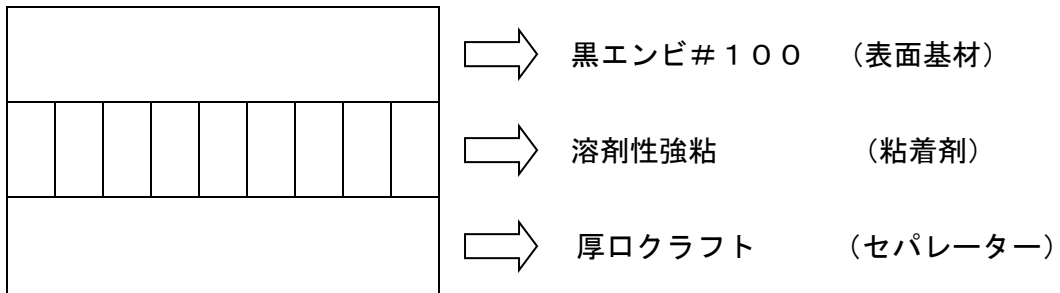 黒エンビ#１００　（表面基材）
溶剤性強粘　（粘着剤）
厚口クラフト　（セパレーター）